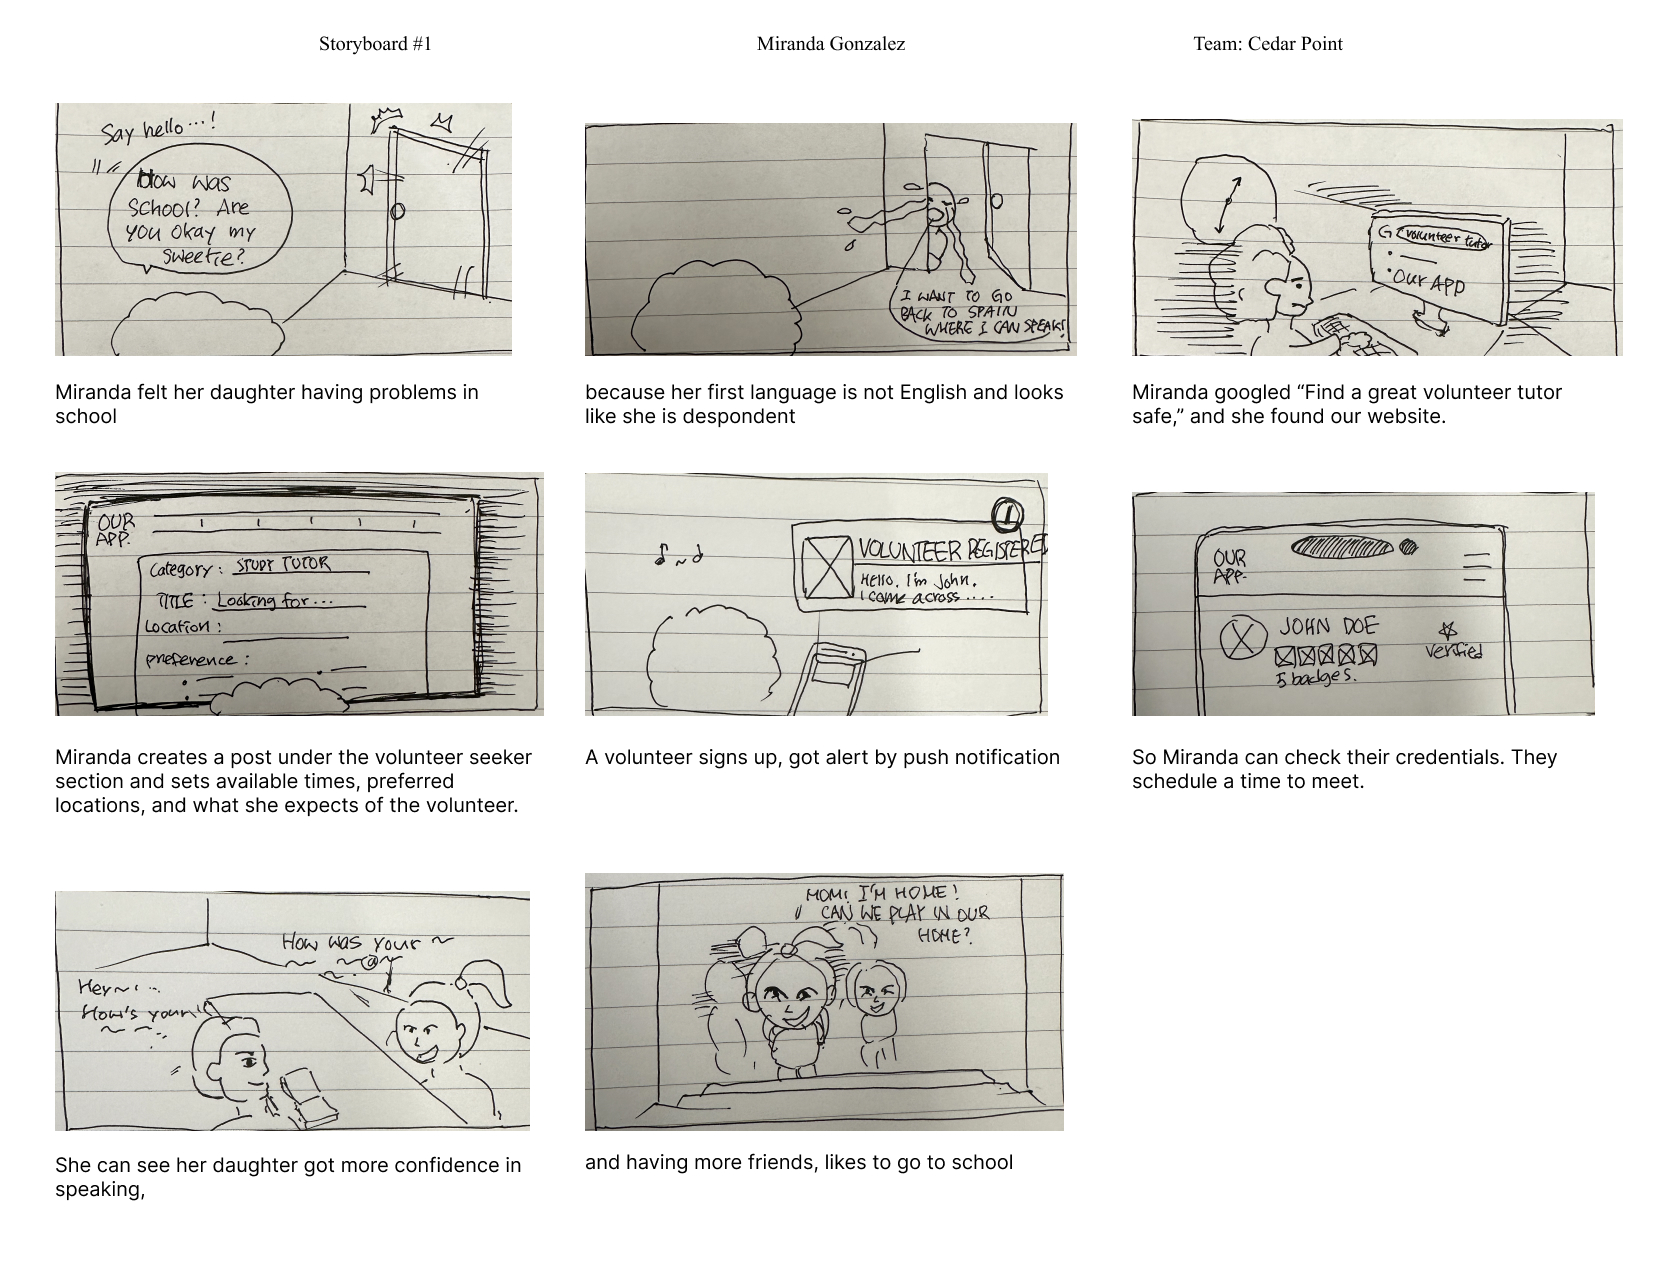 Storyboard #1
Miranda Gonzalez
Team: Cedar Point
Say hello...!
How was
school? Are
you okay my
sweetie?
I WANT TO GO
BACK TO SPAIN
WHERE I CAN SPEAK!
G volunteer tutor
Our APP
Miranda felt her daughter having problems in
school
because her first language is not English and looks
like she is despondent
Miranda googled “Find a great volunteer tutor
safe,” and she found our website.
OUR
APP.
Category: STUDY TUTOR
TITLE: Looking for...
Location:
preference:
1
VOLUNTEER REGISTERED
Hello, I'm John,
I come across....
OUR
APP.
JOHN DOE
verified
5 badges.
Miranda creates a post under the volunteer seeker
section and sets available times, preferred
locations, and what she expects of the volunteer.
A volunteer signs up, got alert by push notification
So Miranda can check their credentials. They
schedule a time to meet.
How was your ~
Hey~
How's your
MOM! I'M HOME!
CAN WE PLAY IN OUR
HOME?
She can see her daughter got more confidence in
speaking,
and having more friends, likes to go to school